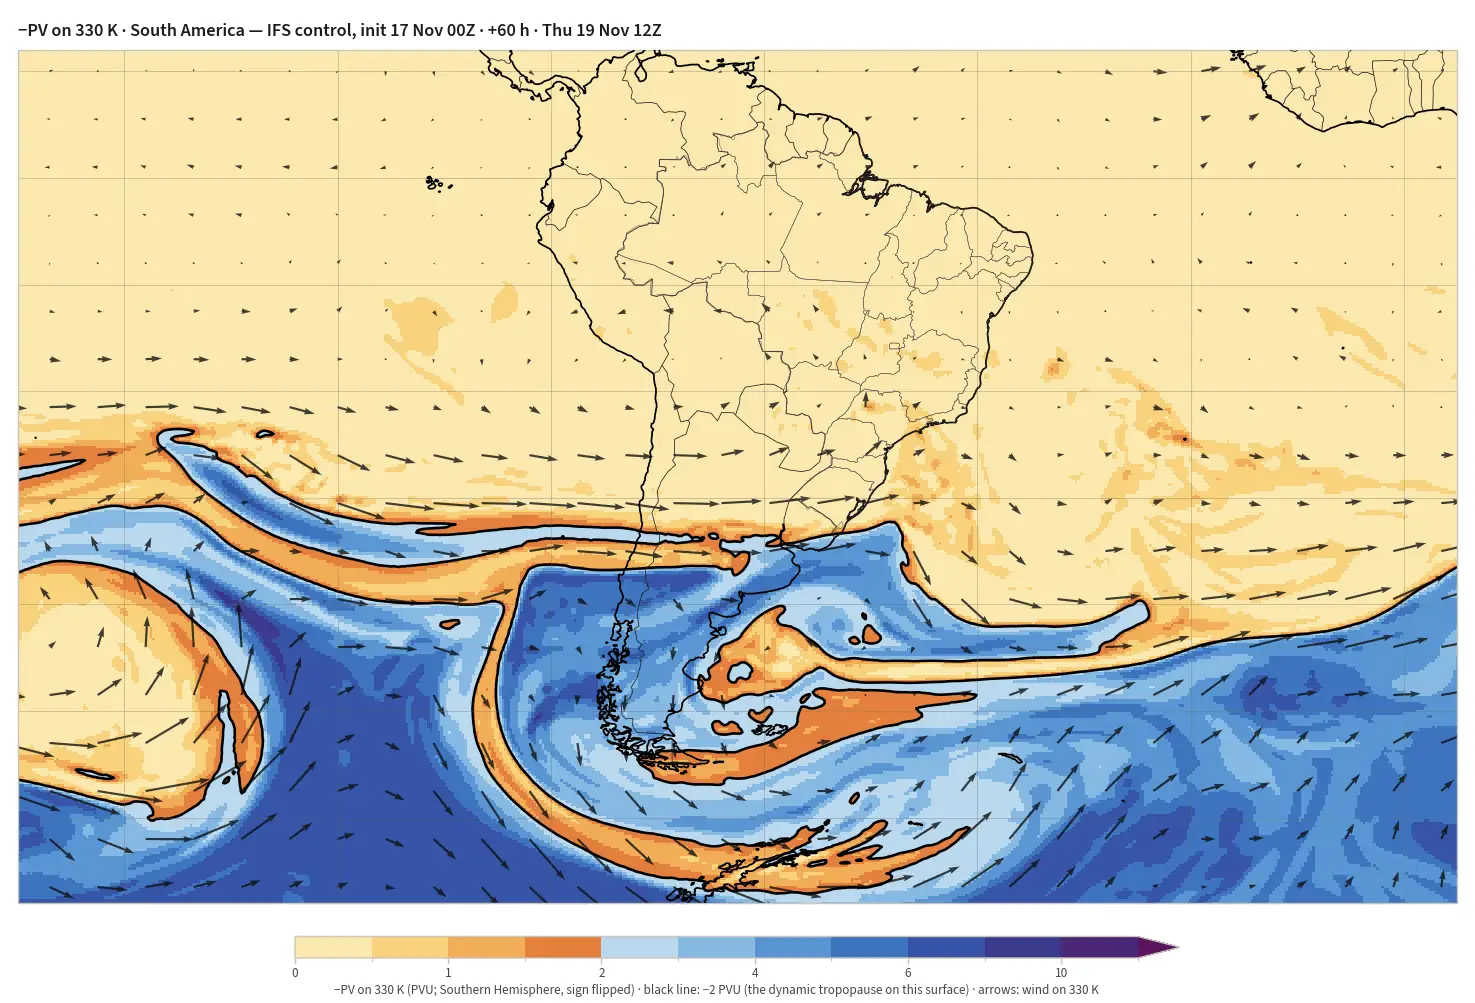 −PV on 330 K · South America — IFS control, init 17 Nov 00Z · +60 h · Thu 19 Nov 12Z
0 1 2 4 6 10
−PV on 330 K (PVU; Southern Hemisphere, sign flipped) · black line: −2 PVU (the dynamic tropopause on this surface) · arrows: wind on 330 K